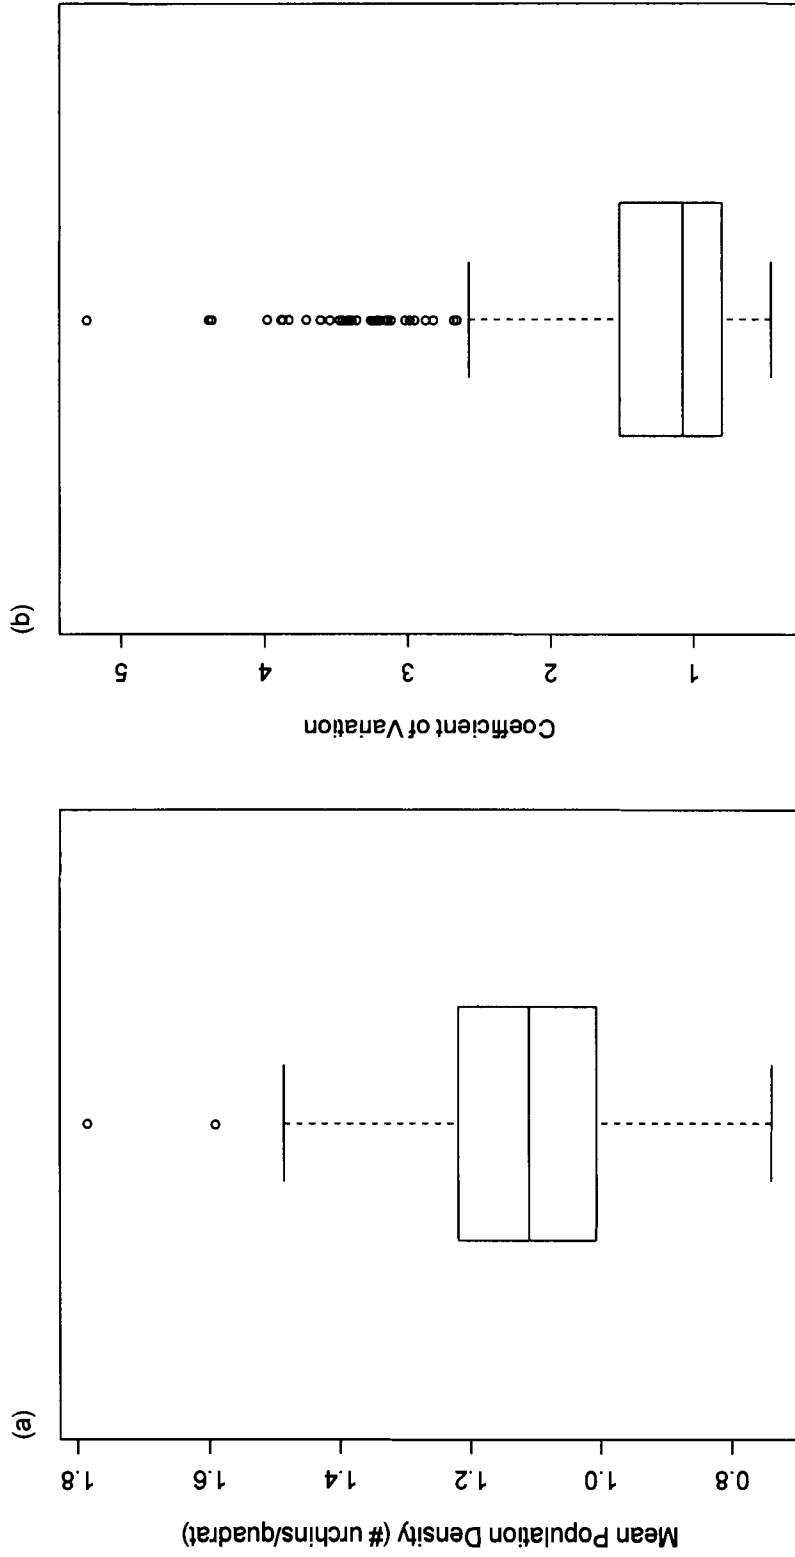 (a)
Mean Population Density (# urchins/quadrat)
0.8
1.0
1.2
1.4
1.6
1.8
(b)
Coefficient of Variation
1
2
3
4
5